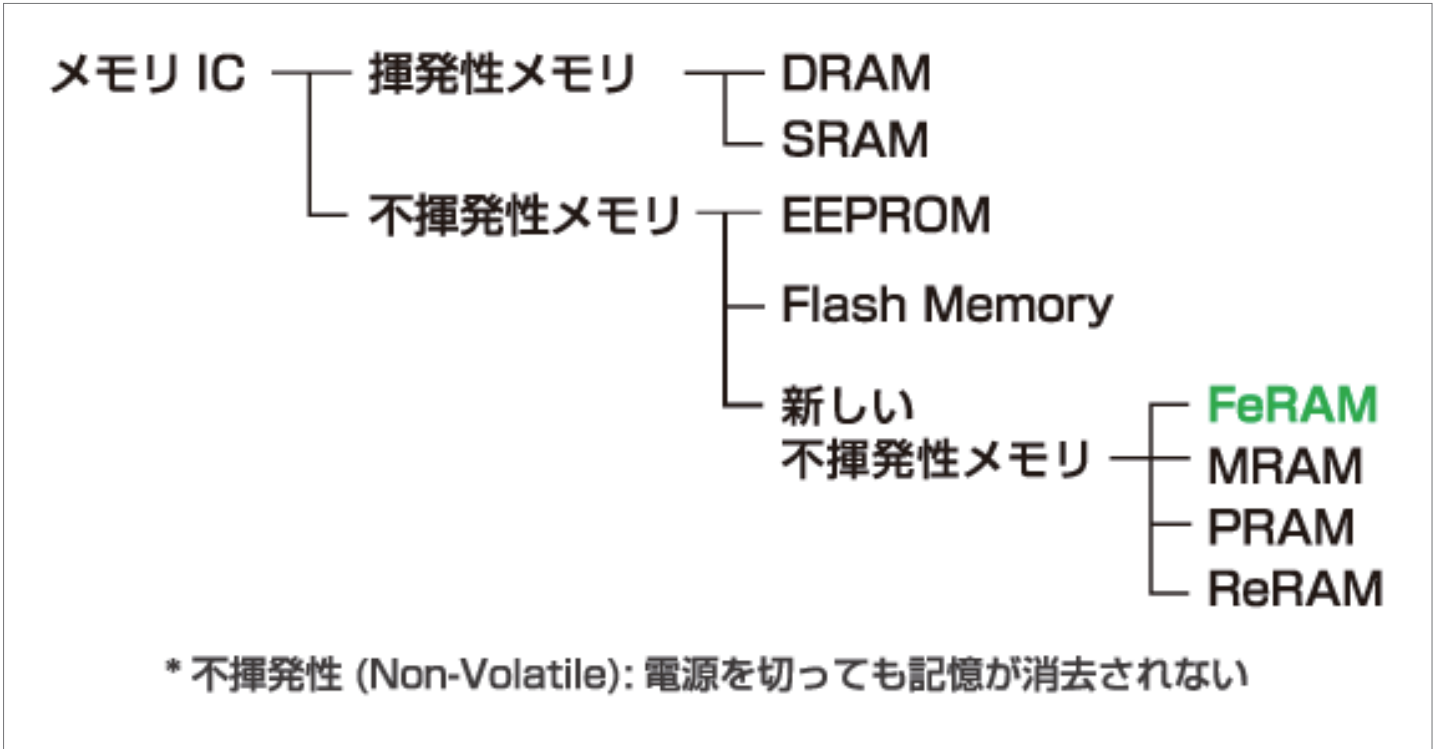 メモリ IC 揮発性メモリ DRAM
SRAM
不揮発性メモリ EEPROM
Flash Memory
新しい
不揮発性メモリ
FeRAM
MRAM
PRAM
ReRAM
* 不揮発性 (Non-Volatile): 電源を切っても記憶が消去されない